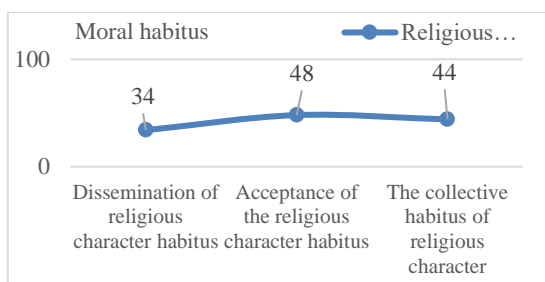 Moral habitus
Religious…
100
48
44
34
0
Dissemination of
religious
character habitus
Acceptance of
the religious
character habitus
The collective
habitus of
religious
character